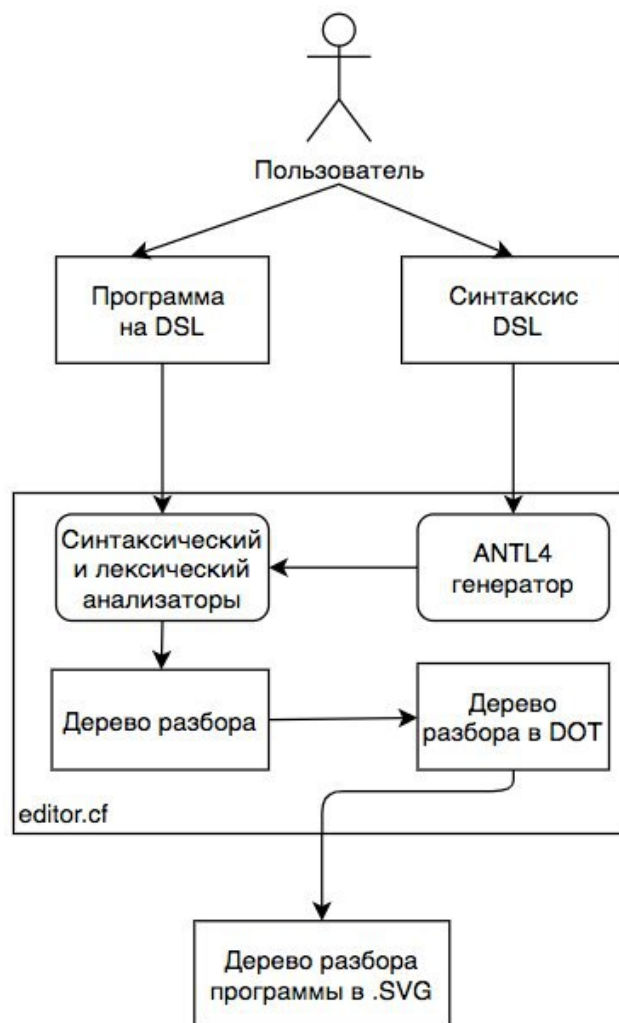 Пользователь
Программа
на DSL
Синтаксис
DSL
Синтаксический
и лексический
анализаторы
ANTL4
генератор
Дерево разбора
Дерево
разбора в DOT
editor.cf
Дерево разбора
программы в .SVG